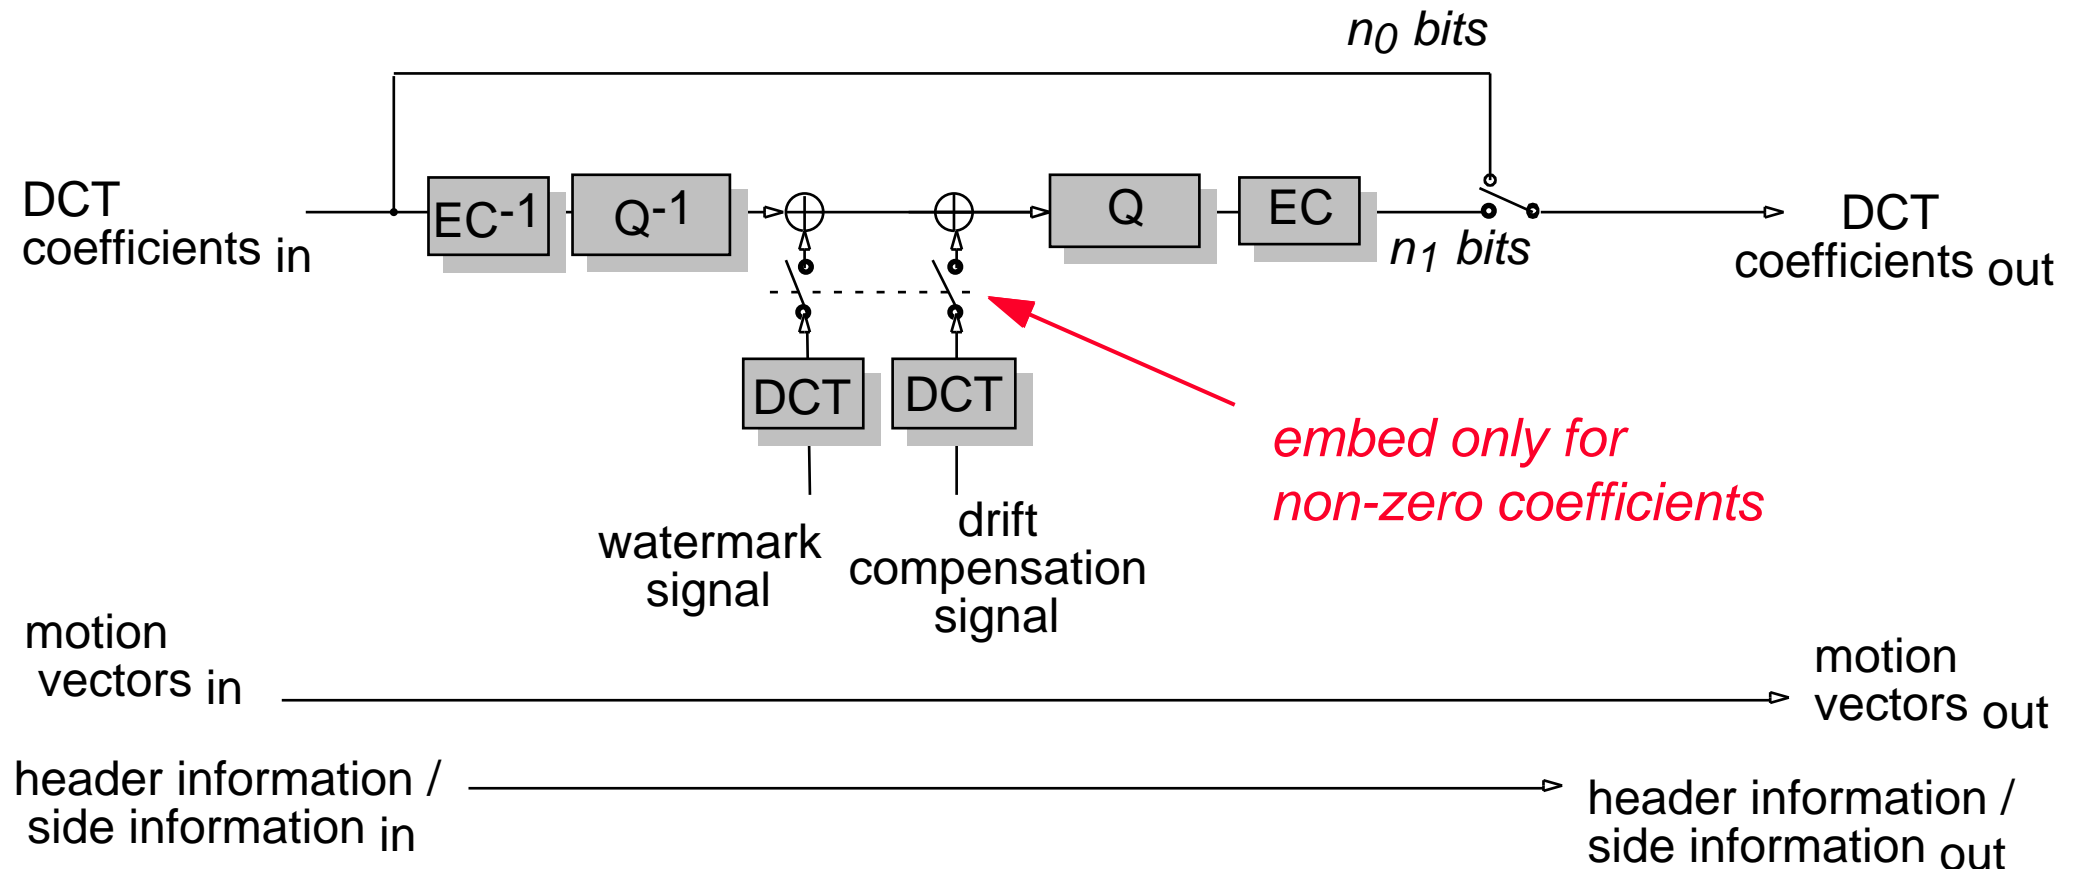 n0 bits
DCT
coefficients in
EC-1
Q-1
Q
EC
n1 bits
DCT
coefficients out
DCT
DCT
embed only for
non-zero coefficients
watermark
signal
drift
compensation
signal
motion
vectors in
motion
vectors out
header information /
side information in
header information /
side information out